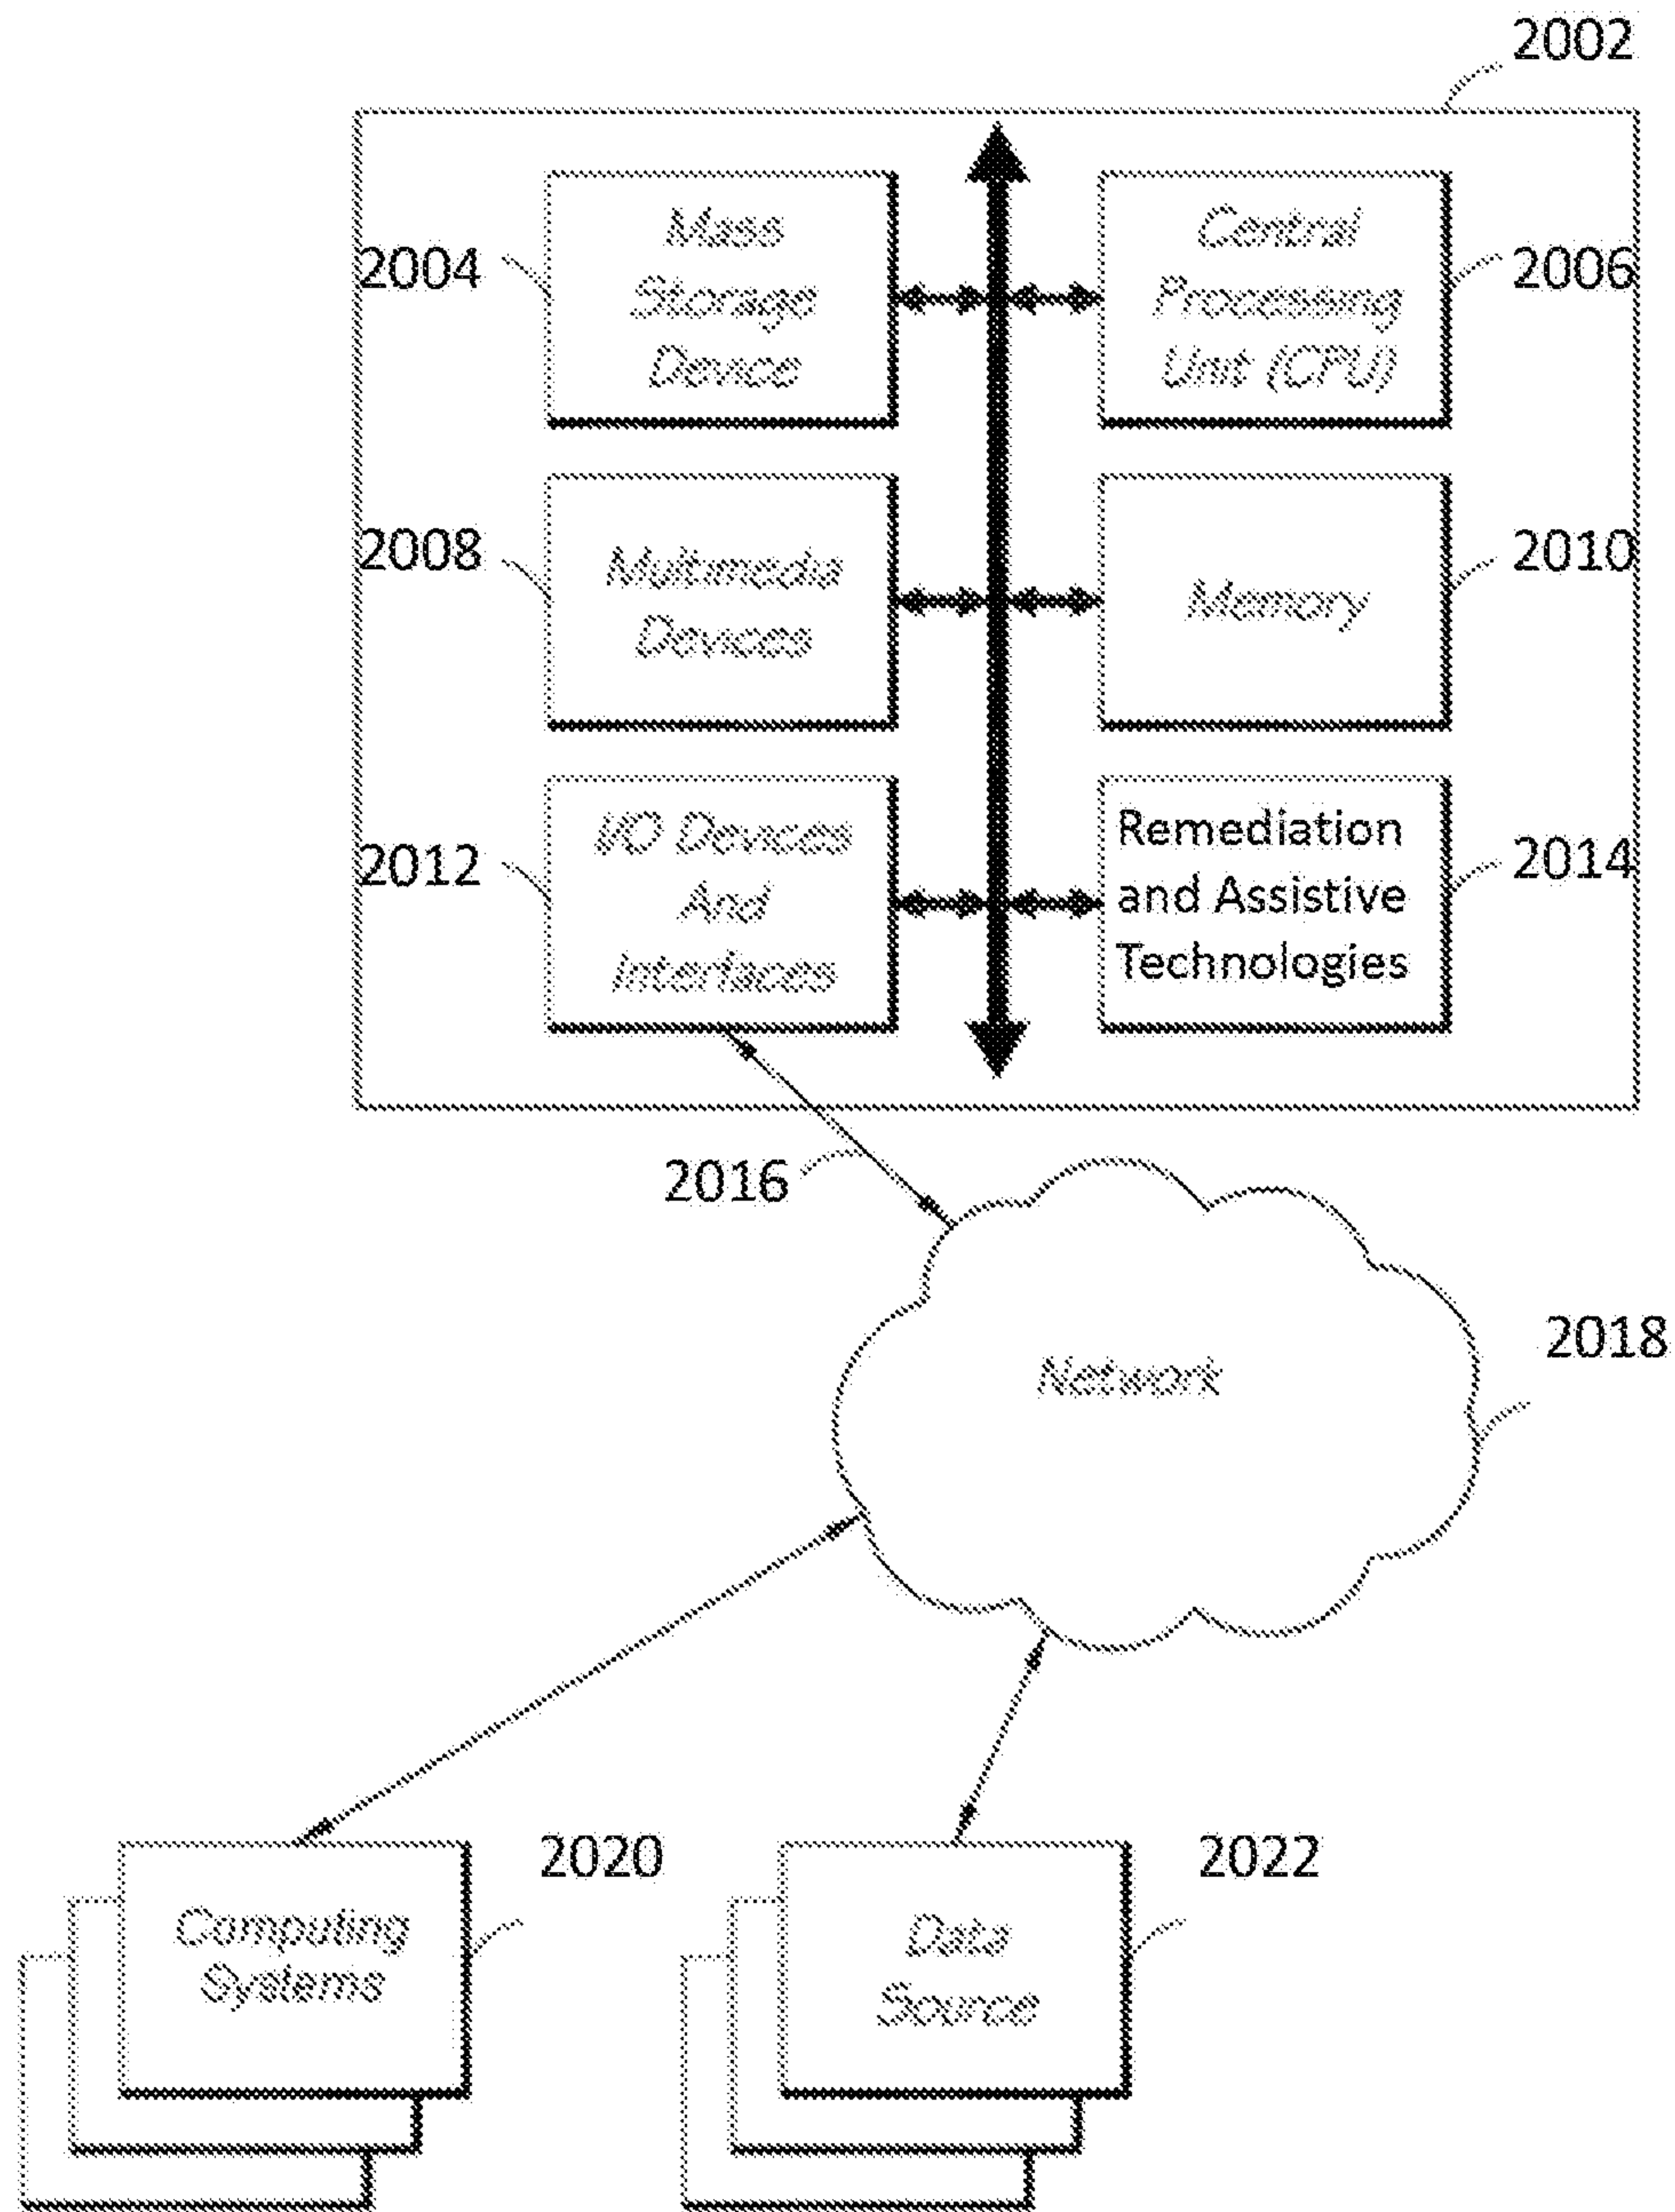 2002
2004
Mass
Storage
Device
Central
Processing
Unit (CPU)
2006
2008
Multimedia
Devices
Memory
2010
2012
I/O Devices
And
Interfaces
Remediation
and Assistive
Technologies
2014
2016
Network
2018
Computing
Systems
2020
Data
Source
2022